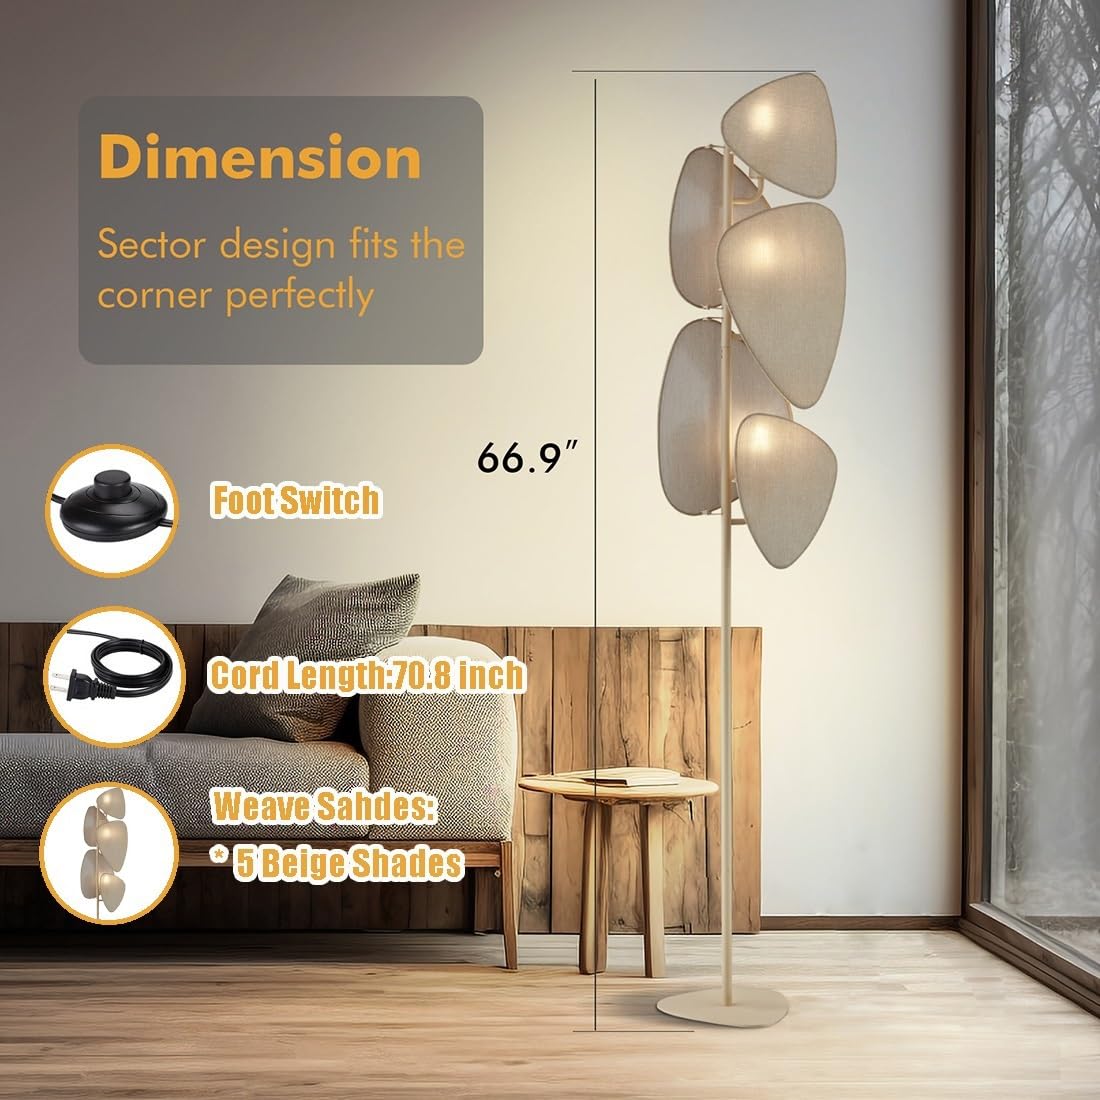 Dimension
Sector design fits the
corner perfectly
66.9"
Foot Switch
Cord Length:70.8 inch
Weave Sahdes:
* 5 Beige Shades